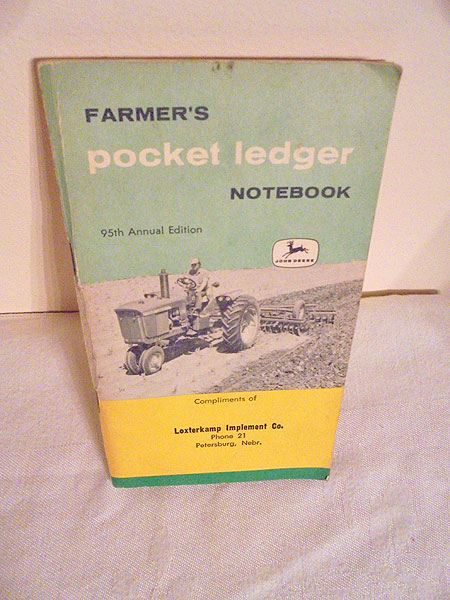 FARMER'S
pocket ledger
NOTEBOOK
95th Annual Edition
JOHN DEERE
Compliments of
Loxterkamp Implement Co.
Phone 21
Petersburg, Nebr.